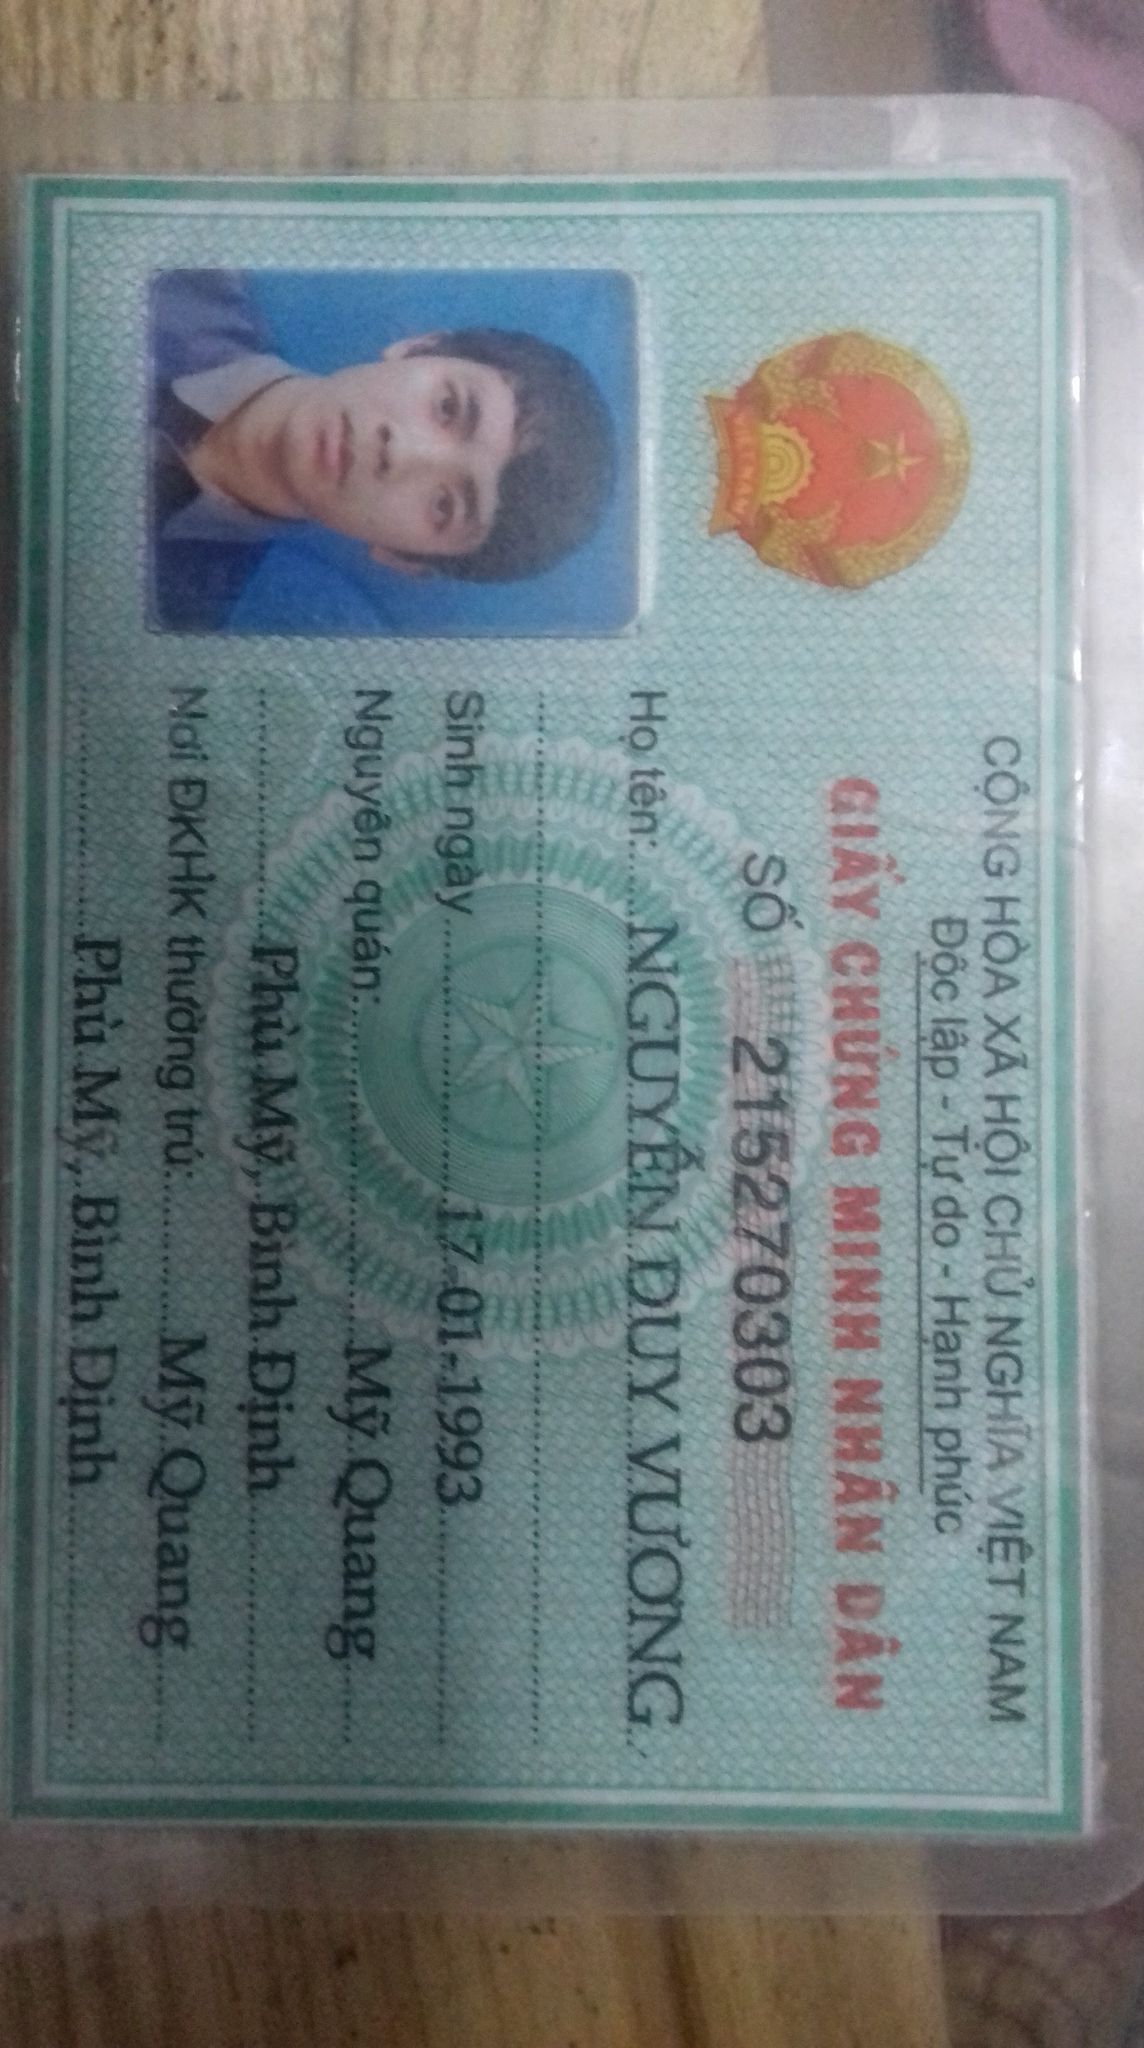 CỘNG HÒA XÃ HỘI CHỦ NGHĨA VIỆT NAM
Độc lập - Tự do - Hạnh phúc
GIẤY CHỨNG MINH NHÂN DÂN
SỐ 215270303
Họ tên: NGUYỄN DUY VƯƠNG
Sinh ngày 17-01-1993
Nguyên quán: Mỹ Quang
Phù Mỹ, Bình Định
Nơi ĐKHK thường trú: Mỹ Quang
Phù Mỹ, Bình Định